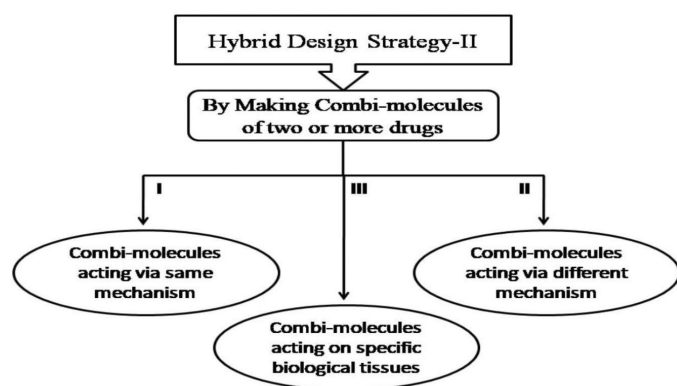 Hybrid Design Strategy-II
By Making Combi-molecules
of two or more drugs
I
III
II
Combi-molecules
acting via same
mechanism
Combi-molecules
acting via different
mechanism
Combi-molecules
acting on specific
biological tissues